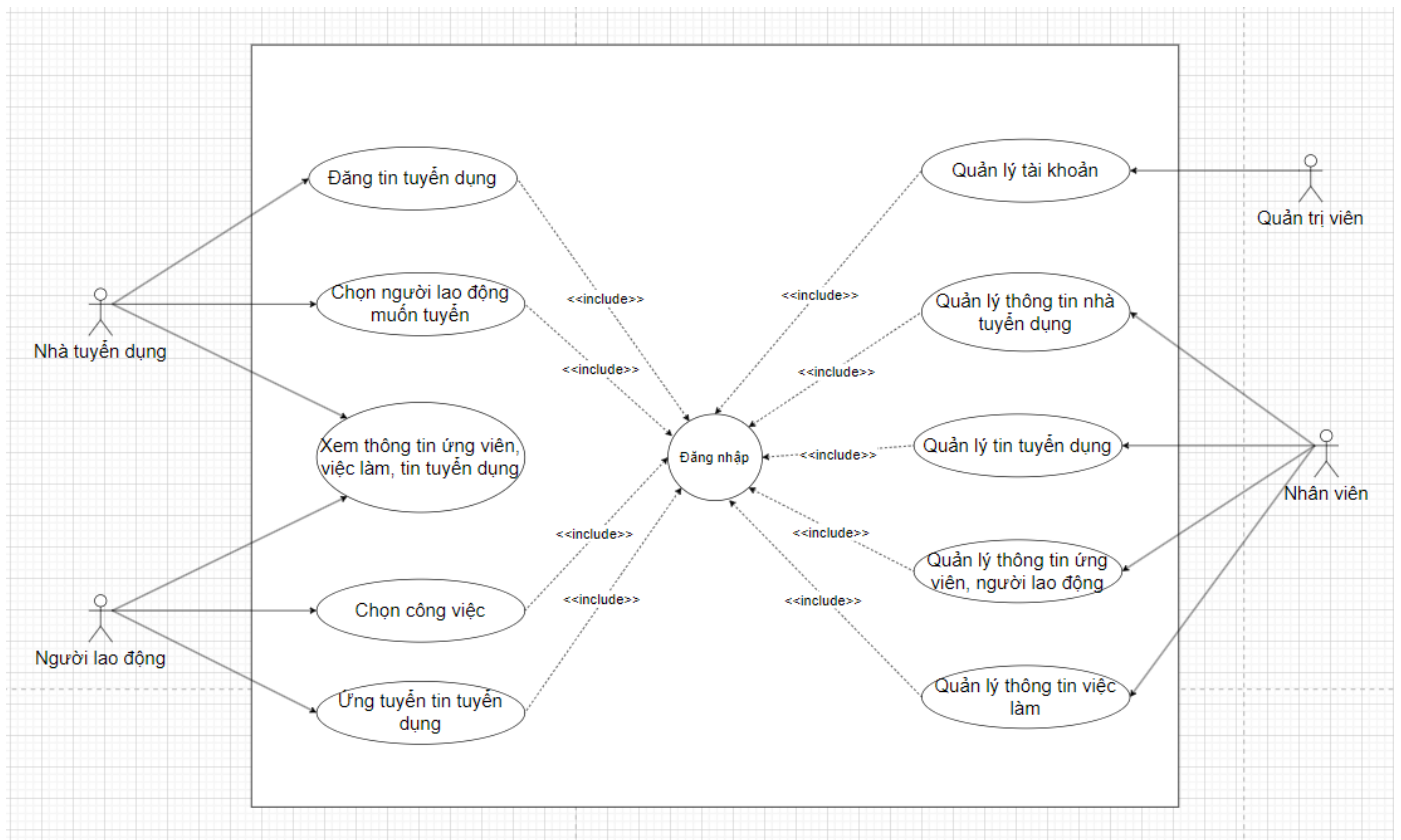 Đăng tin tuyển dụng
Quản lý tài khoản
Quản trị viên
Chọn người lao động
muốn tuyển
<<include>>
<<include>>
Quản lý thông tin nhà
tuyển dụng
Nhà tuyển dụng
<<include>>
<<include>>
Xem thông tin ứng viên,
việc làm, tin tuyển dụng
Đăng nhập
<<include>>
Quản lý tin tuyển dụng
Nhân viên
<<include>>
<<include>>
Quản lý thông tin ứng
viên, người lao động
Chọn công việc
<<include>>
<<include>>
Người lao động
Ứng tuyển tin tuyển
dụng
Quản lý thông tin việc
làm